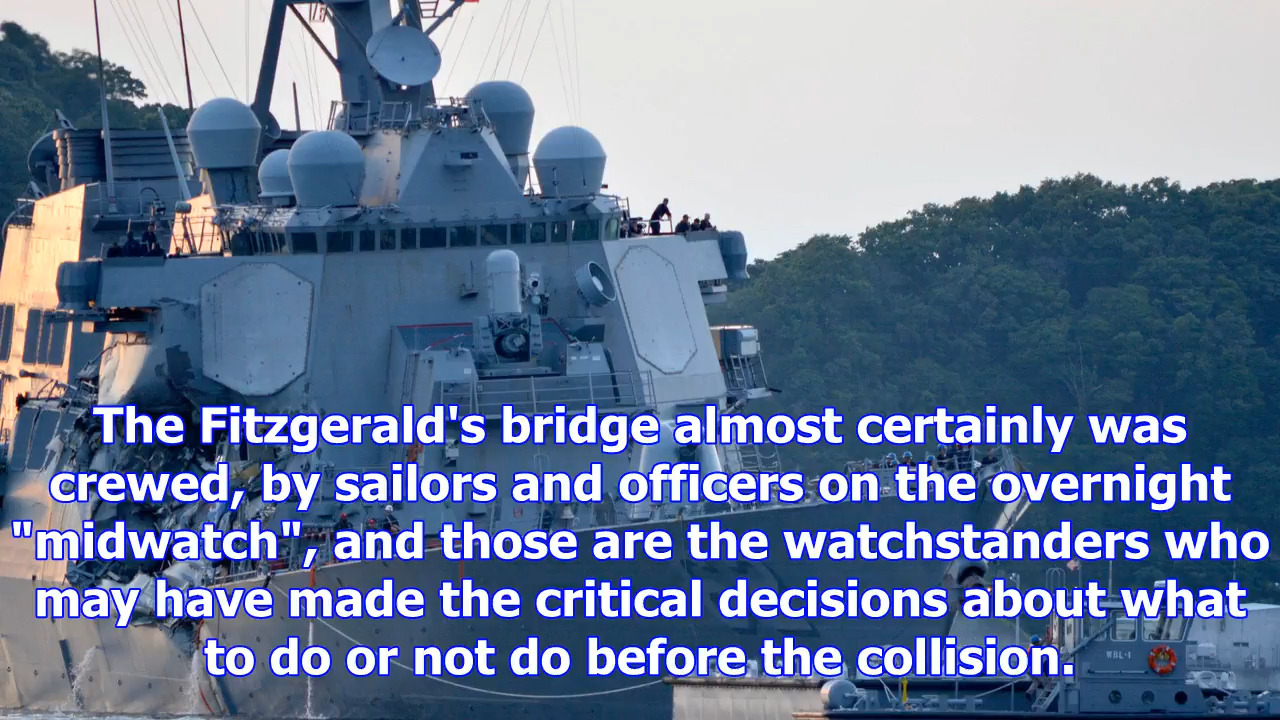 The Fitzgerald's bridge almost certainly was
crewed, by sailors and officers on the overnight
"midwatch", and those are the watchstanders who
may have made the critical decisions about what
to do or not do before the collision.
WBL-1